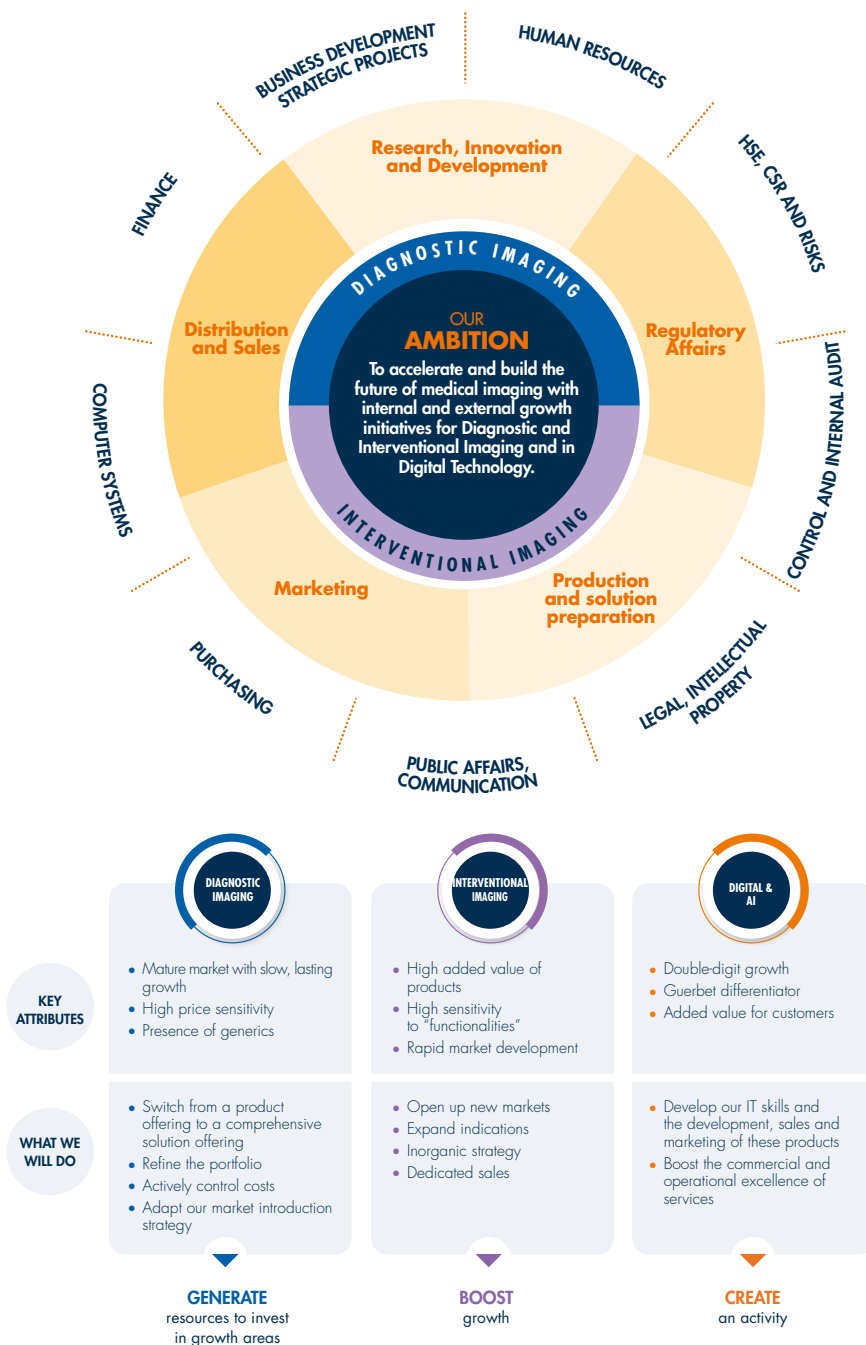 BUSINESS DEVELOPMENT
STRATEGIC PROJECTS
HUMAN RESOURCES
HSE, CSR AND RISKS
CONTROL AND INTERNAL AUDIT
LEGAL, INTELLECTUAL
PROPERTY
PUBLIC AFFAIRS,
COMMUNICATION
PURCHASING
COMPUTER SYSTEMS
FINANCE
Research, Innovation
and Development
Regulatory
Affairs
Production
and solution
preparation
Marketing
Distribution
and Sales
DIAGNOSTIC IMAGING
OUR
AMBITION
To accelerate and build the
future of medical imaging with
internal and external growth
initiatives for Diagnostic and
Interventional Imaging and in
Digital Technology.
INTERVENTIONAL IMAGING
DIAGNOSTIC
IMAGING
INTERVENTIONAL
IMAGING
DIGITAL &
AI
KEY
ATTRIBUTES
• Mature market with slow, lasting
growth
• High price sensitivity
• Presence of generics
• High added value of
products
• High sensitivity
to “functionalities”
• Rapid market development
• Double-digit growth
• Guerbet differentiator
• Added value for customers
WHAT WE
WILL DO
• Switch from a product
offering to a comprehensive
solution offering
• Refine the portfolio
• Actively control costs
• Adapt our market introduction
strategy
• Open up new markets
• Expand indications
• Inorganic strategy
• Dedicated sales
• Develop our IT skills and
the development, sales and
marketing of these products
• Boost the commercial and
operational excellence of
services
GENERATE
resources to invest
in growth areas
BOOST
growth
CREATE
an activity